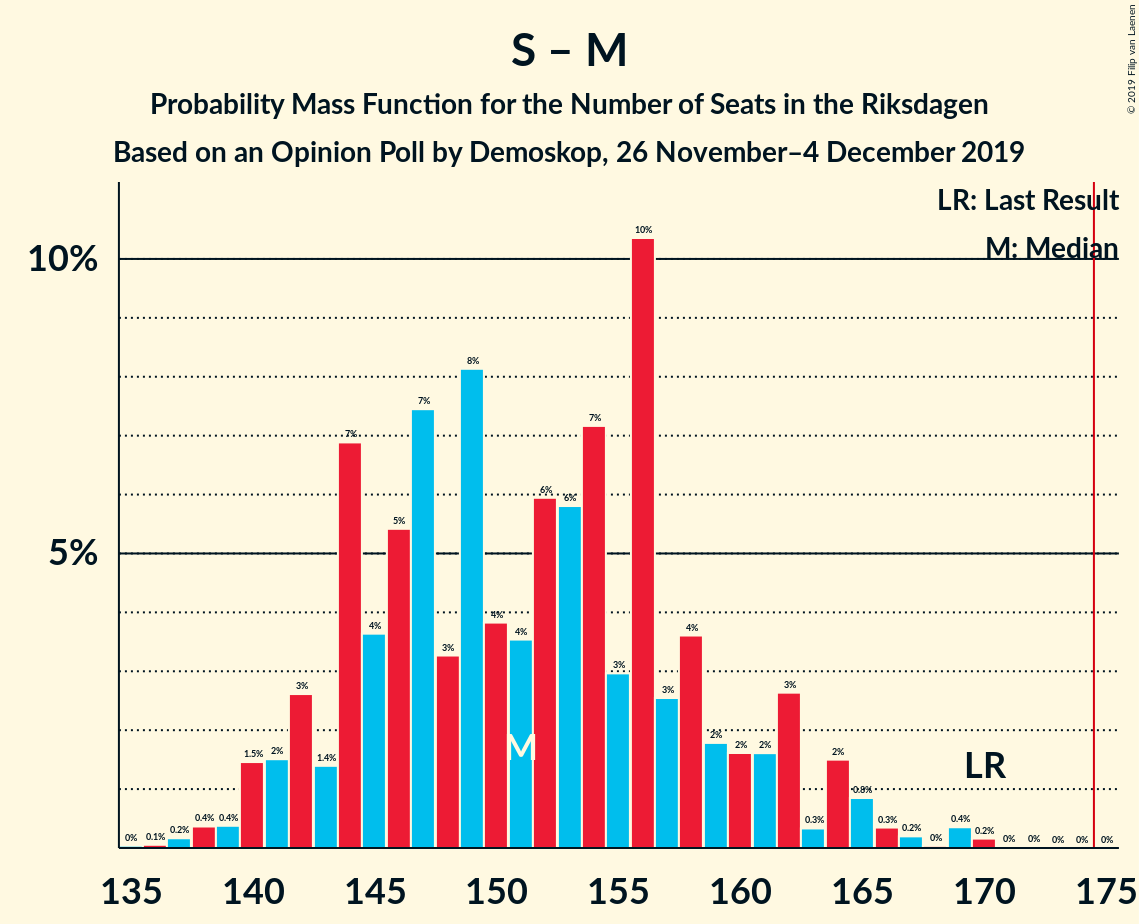 © 2019 Filip van Laenen
S – M
Probability Mass Function for the Number of Seats in the Riksdagen
Based on an Opinion Poll by Demoskop, 26 November–4 December 2019
LR: Last Result
M: Median
10%
5%
0% 0.1% 0.2% 0.4% 0.4% 1.5% 2% 3% 1.4% 7% 4% 5% 7% 3% 8% 4% 4% 6% 6% 7% 3% 10% 3% 4% 2% 2% 2% 3% 0.3% 2% 0.8% 0.3% 0.2% 0% 0.4% 0.2% 0% 0% 0% 0% 0%
M
LR
135 140 145 150 155 160 165 170 175